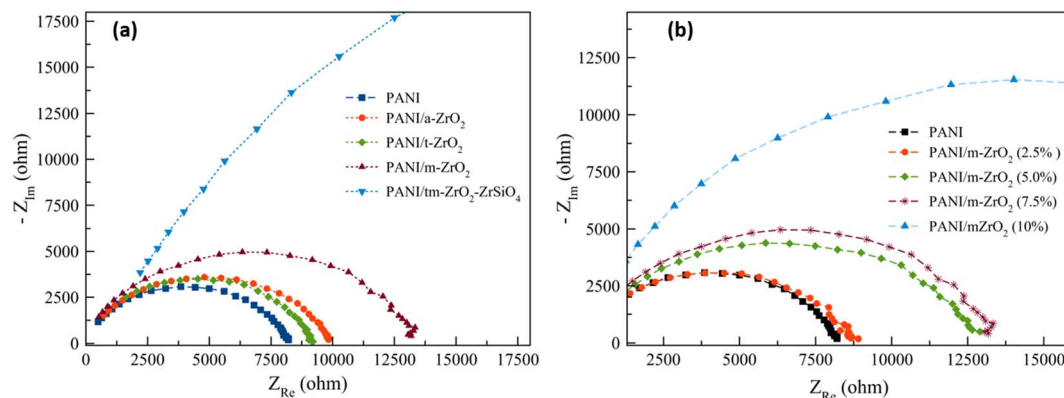 (a)
17500
15000
12500
10000
7500
5000
2500
0
- Z_Im (ohm)
PANI
PANI/a-ZrO₂
PANI/t-ZrO₂
PANI/m-ZrO₂
PANI/tm-ZrO₂-ZrSiO₄
0 2500 5000 7500 10000 12500 15000 17500
Z_Re (ohm)
(b)
12500
10000
7500
5000
2500
0
- Z_Im (ohm)
PANI
PANI/m-ZrO₂ (2.5% )
PANI/m-ZrO₂ (5.0%)
PANI/m-ZrO₂ (7.5%)
PANI/mZrO₂ (10%)
2500 5000 7500 10000 12500 15000
Z_Re (ohm)